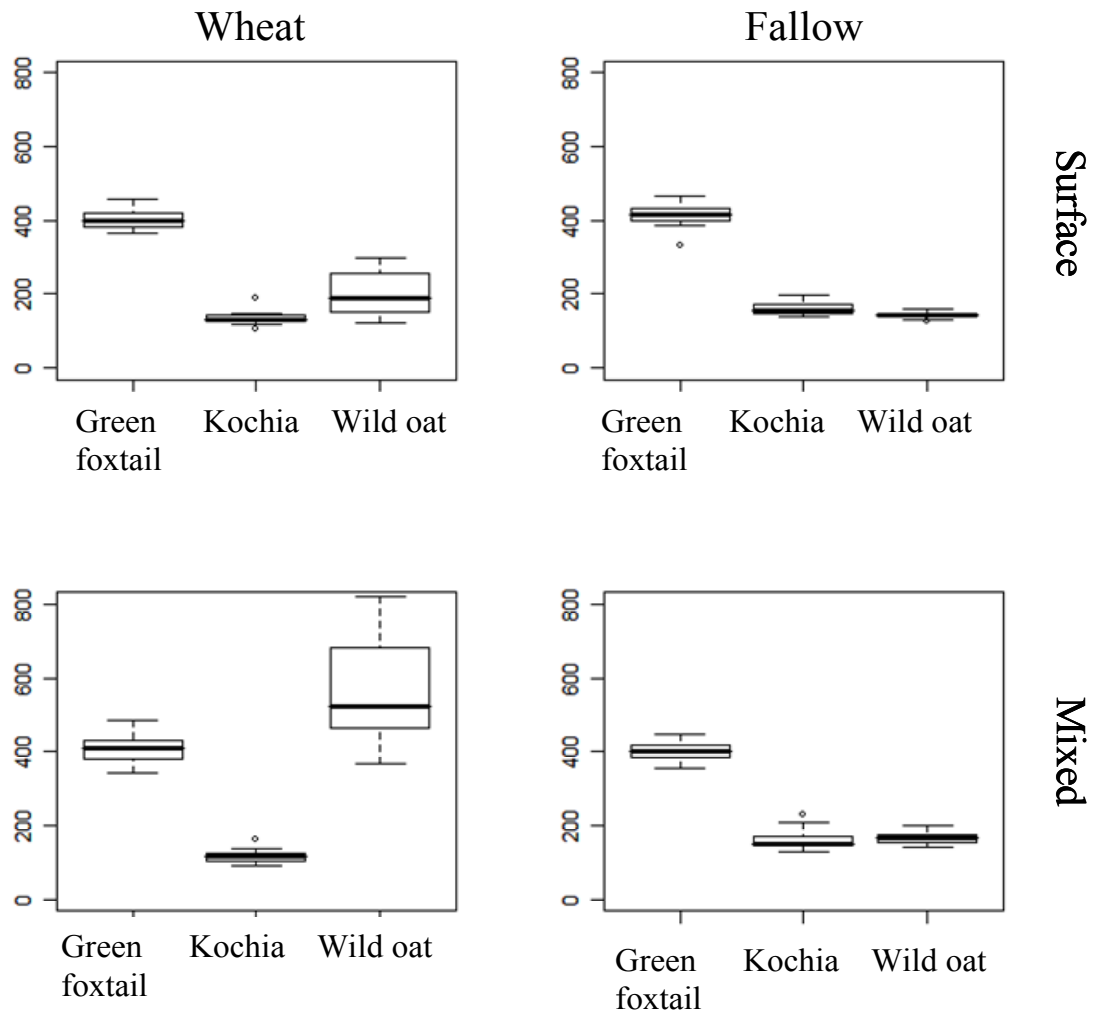 Wheat
Fallow
800
600
400
200
0
Green
foxtail
Kochia
Wild oat
800
600
400
200
0
Green
foxtail
Kochia
Wild oat
Surface
800
600
400
200
0
Green
foxtail
Kochia
Wild oat
800
600
400
200
0
Green
foxtail
Kochia
Wild oat
Mixed